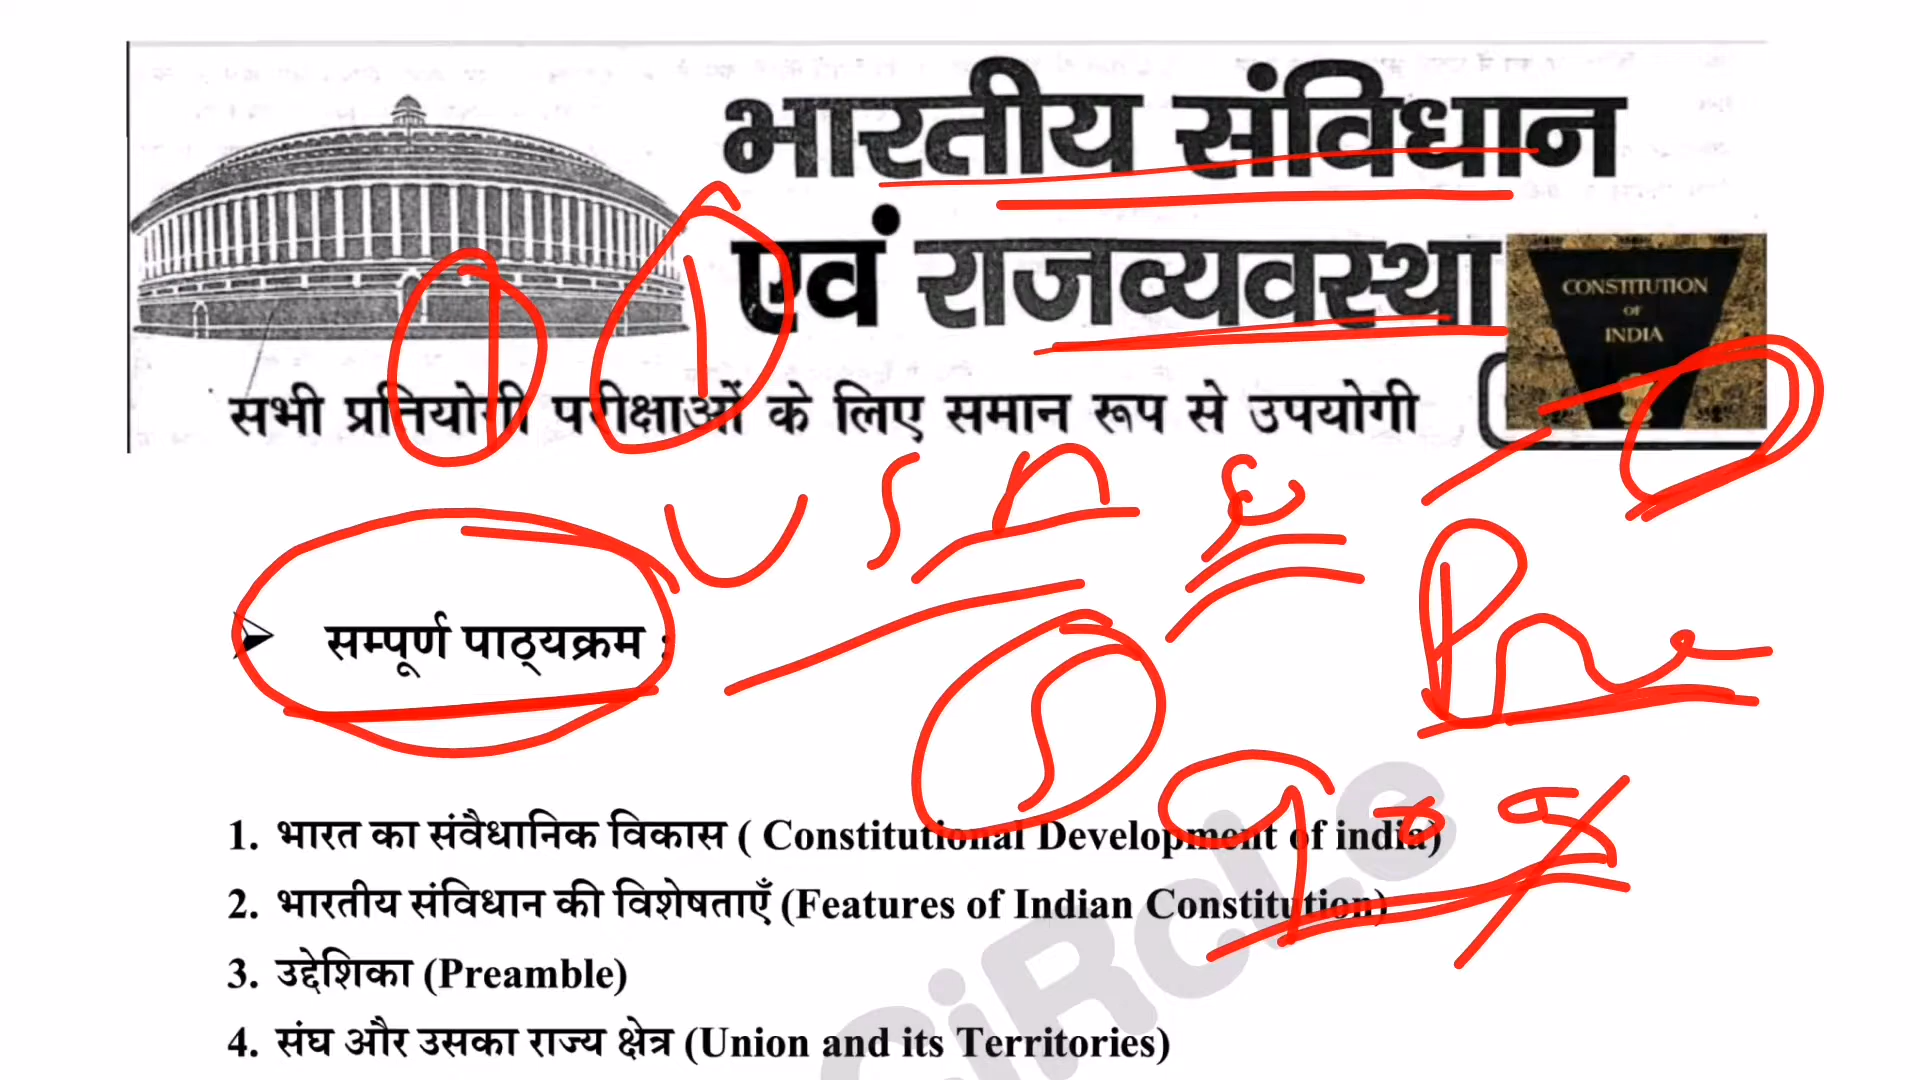 भारतीय संविधान
एवं राजव्यवस्था
CONSTITUTION
OF
INDIA
सभी प्रतियोगी परीक्षाओं के लिए समान रूप से उपयोगी
Pre
सम्पूर्ण पाठ्यक्रम :
1. भारत का संवैधानिक विकास ( Constitutional Development of india)
2. भारतीय संविधान की विशेषताएँ (Features of Indian Constitution)
3. उद्देशिका (Preamble)
4. संघ और उसका राज्य क्षेत्र (Union and its Territories)
CiRcLe